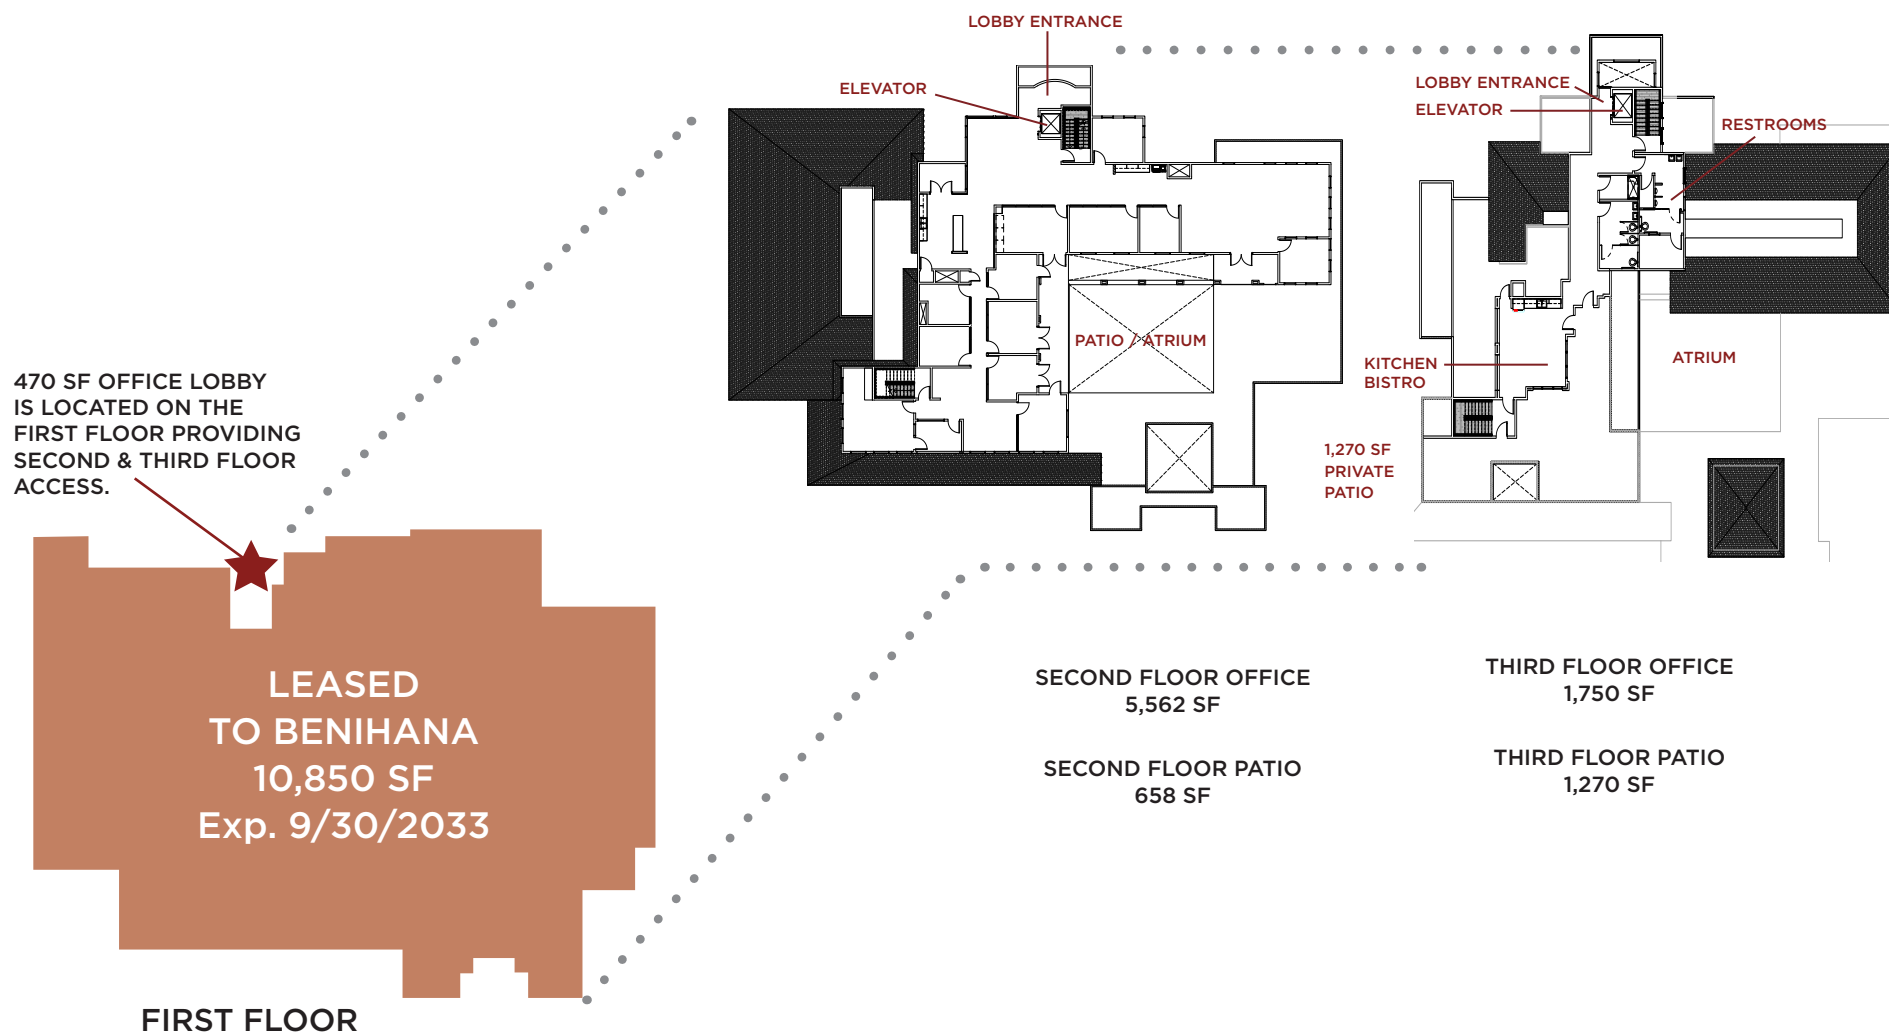 LOBBY ENTRANCE
ELEVATOR
PATIO / ATRIUM
LOBBY ENTRANCE
ELEVATOR
RESTROOMS
KITCHEN
BISTRO
ATRIUM
1,270 SF
PRIVATE
PATIO
470 SF OFFICE LOBBY
IS LOCATED ON THE
FIRST FLOOR PROVIDING
SECOND & THIRD FLOOR
ACCESS.
LEASED
TO BENIHANA
10,850 SF
Exp. 9/30/2033
FIRST FLOOR
SECOND FLOOR OFFICE
5,562 SF
SECOND FLOOR PATIO
658 SF
THIRD FLOOR OFFICE
1,750 SF
THIRD FLOOR PATIO
1,270 SF